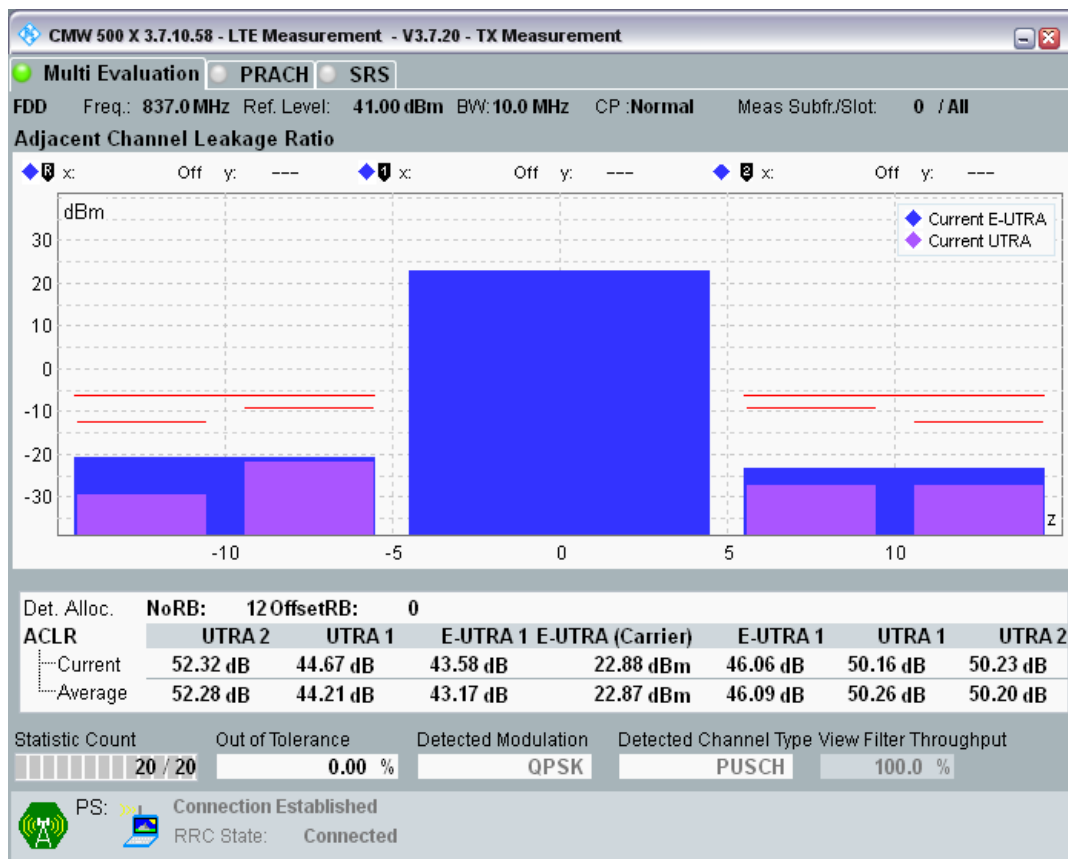 CMW 500 X 3.7.10.58 - LTE Measurement - V3.7.20 - TX Measurement
Multi Evaluation PRACH SRS
FDD Freq.: 837.0 MHz Ref. Level: 41.00 dBm BW: 10.0 MHz CP :Normal Meas Subfr./Slot: 0 / All
Adjacent Channel Leakage Ratio
R x: Off y: --- 1 x: Off y: --- 2 x: Off y: ---
dBm
Current E-UTRA
Current UTRA
30
20
10
0
-10
-20
-30
z
-10 -5 0 5 10
Det. Alloc. NoRB: 12 OffsetRB: 0
ACLR UTRA 2 UTRA 1 E-UTRA 1 E-UTRA (Carrier) E-UTRA 1 UTRA 1 UTRA 2
Current 52.32 dB 44.67 dB 43.58 dB 22.88 dBm 46.06 dB 50.16 dB 50.23 dB
Average 52.28 dB 44.21 dB 43.17 dB 22.87 dBm 46.09 dB 50.26 dB 50.20 dB
Statistic Count Out of Tolerance Detected Modulation Detected Channel Type View Filter Throughput
20 / 20 0.00 % QPSK PUSCH 100.0 %
PS: Connection Established
RRC State: Connected